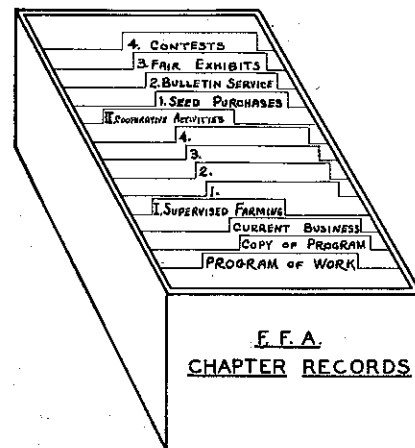 4. CONTESTS
3. FAIR EXHIBITS
2. BULLETIN SERVICE
1. SEED PURCHASES
II. COOPERATIVE ACTIVITIES
4.
3.
2.
1.
I. SUPERVISED FARMING
CURRENT BUSINESS
COPY OF PROGRAM
PROGRAM OF WORK
F. F. A.
CHAPTER RECORDS